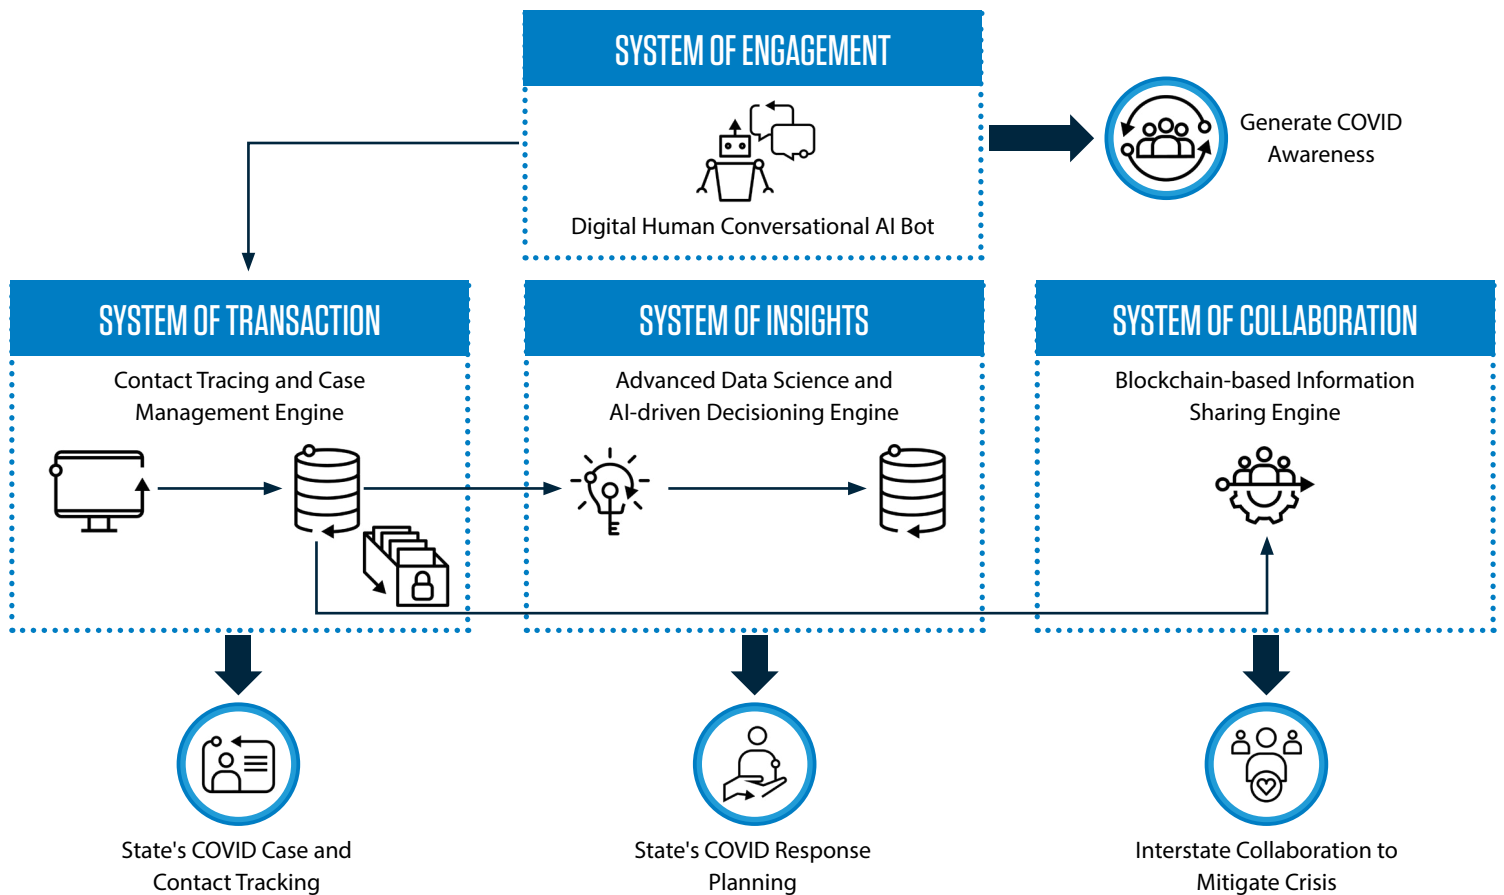 SYSTEM OF ENGAGEMENT
Digital Human Conversational AI Bot
Generate COVID
Awareness
SYSTEM OF TRANSACTION
Contact Tracing and Case
Management Engine
SYSTEM OF INSIGHTS
Advanced Data Science and
AI-driven Decisioning Engine
SYSTEM OF COLLABORATION
Blockchain-based Information
Sharing Engine
State's COVID Case and
Contact Tracking
State's COVID Response
Planning
Interstate Collaboration to
Mitigate Crisis